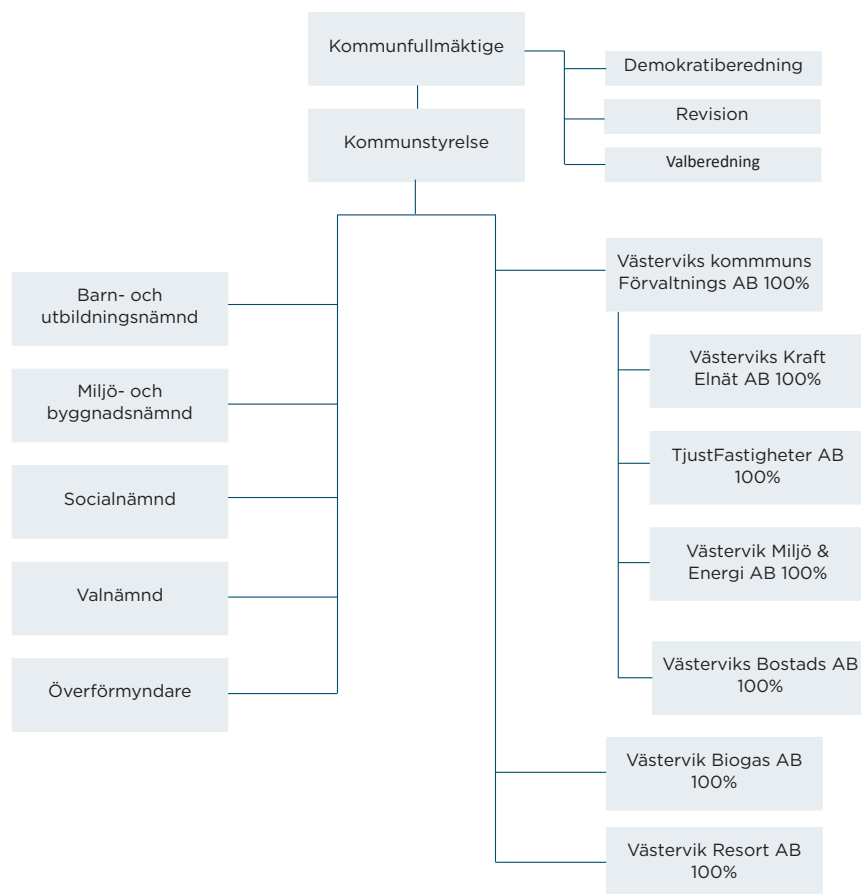 Kommunfullmäktige
Demokratiberedning
Revision
Valberedning
Kommunstyrelse
Barn- och
utbildningsnämnd
Miljö- och
byggnadsnämnd
Socialnämnd
Valnämnd
Överförmyndare
Västerviks kommmuns
Förvaltnings AB 100%
Västerviks Kraft
Elnät AB 100%
TjustFastigheter AB
100%
Västervik Miljö &
Energi AB 100%
Västerviks Bostads AB
100%
Västervik Biogas AB
100%
Västervik Resort AB
100%